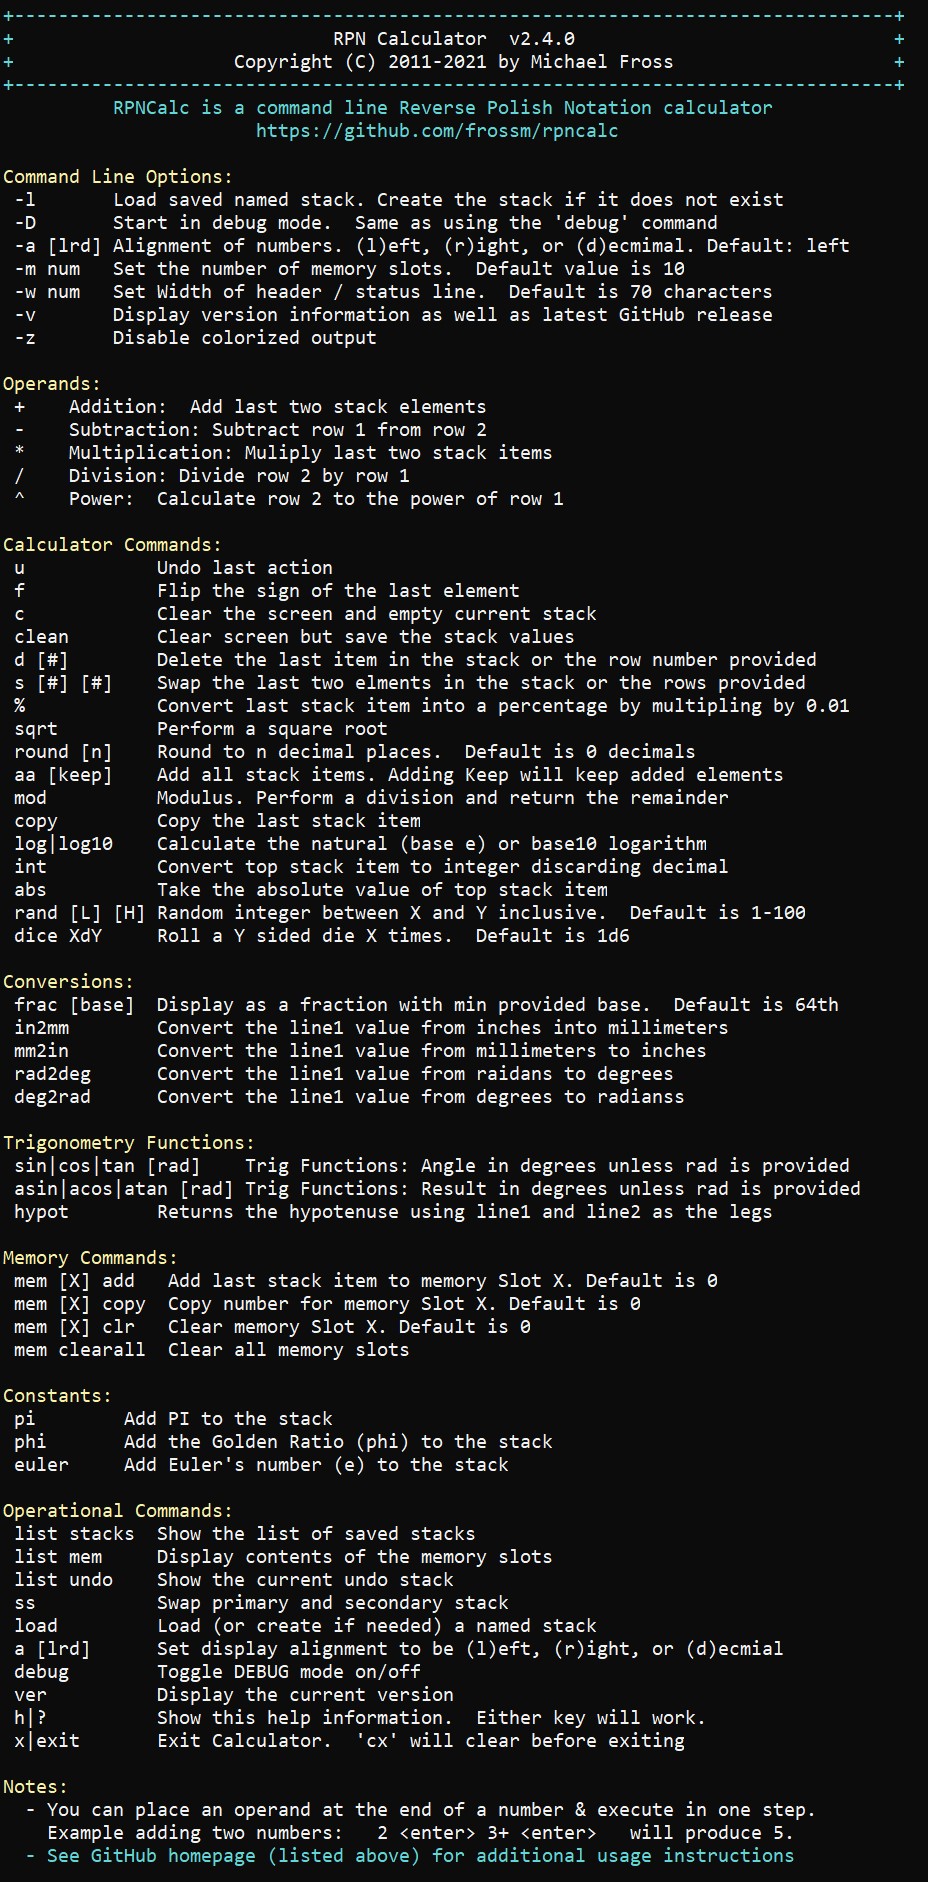 +--------------------------------------------------------------------------------+
+                             RPN Calculator  v2.4.0                             +
+                    Copyright (C) 2011-2021 by Michael Fross                    +
+--------------------------------------------------------------------------------+
          RPNCalc is a command line Reverse Polish Notation calculator
                       https://github.com/frossm/rpncalc

Command Line Options:
 -l       Load saved named stack. Create the stack if it does not exist
 -D       Start in debug mode.  Same as using the 'debug' command
 -a [lrd] Alignment of numbers. (l)eft, (r)ight, or (d)ecmimal. Default: left
 -m num   Set the number of memory slots.  Default value is 10
 -w num   Set Width of header / status line.  Default is 70 characters
 -v       Display version information as well as latest GitHub release
 -z       Disable colorized output

Operands:
 +    Addition:  Add last two stack elements
 -    Subtraction: Subtract row 1 from row 2
 *    Multiplication: Muliply last two stack items
 /    Division: Divide row 2 by row 1
 ^    Power:  Calculate row 2 to the power of row 1

Calculator Commands:
 u            Undo last action
 f            Flip the sign of the last element
 c            Clear the screen and empty current stack
 clean        Clear screen but save the stack values
 d [#]        Delete the last item in the stack or the row number provided
 s [#] [#]    Swap the last two elments in the stack or the rows provided
 %            Convert last stack item into a percentage by multipling by 0.01
 sqrt         Perform a square root
 round [n]    Round to n decimal places.  Default is 0 decimals
 aa [keep]    Add all stack items. Adding Keep will keep added elements
 mod          Modulus. Perform a division and return the remainder
 copy         Copy the last stack item
 log|log10    Calculate the natural (base e) or base10 logarithm
 int          Convert top stack item to integer discarding decimal
 abs          Take the absolute value of top stack item
 rand [L] [H] Random integer between X and Y inclusive.  Default is 1-100
 dice XdY     Roll a Y sided die X times.  Default is 1d6

Conversions:
 frac [base]  Display as a fraction with min provided base.  Default is 64th
 in2mm        Convert the line1 value from inches into millimeters
 mm2in        Convert the line1 value from millimeters to inches
 rad2deg      Convert the line1 value from raidans to degrees
 deg2rad      Convert the line1 value from degrees to radianss

Trigonometry Functions:
 sin|cos|tan [rad]    Trig Functions: Angle in degrees unless rad is provided
 asin|acos|atan [rad] Trig Functions: Result in degrees unless rad is provided
 hypot        Returns the hypotenuse using line1 and line2 as the legs

Memory Commands:
 mem [X] add   Add last stack item to memory Slot X. Default is 0
 mem [X] copy  Copy number for memory Slot X. Default is 0
 mem [X] clr   Clear memory Slot X. Default is 0
 mem clearall  Clear all memory slots

Constants:
 pi        Add PI to the stack
 phi       Add the Golden Ratio (phi) to the stack
 euler     Add Euler's number (e) to the stack

Operational Commands:
 list stacks  Show the list of saved stacks
 list mem     Display contents of the memory slots
 list undo    Show the current undo stack
 ss           Swap primary and secondary stack
 load         Load (or create if needed) a named stack
 a [lrd]      Set display alignment to be (l)eft, (r)ight, or (d)ecmial
 debug        Toggle DEBUG mode on/off
 ver          Display the current version
 h|?          Show this help information.  Either key will work.
 x|exit       Exit Calculator.  'cx' will clear before exiting

Notes:
  - You can place an operand at the end of a number & execute in one step.
    Example adding two numbers:   2 <enter> 3+ <enter>   will produce 5.
  - See GitHub homepage (listed above) for additional usage instructions